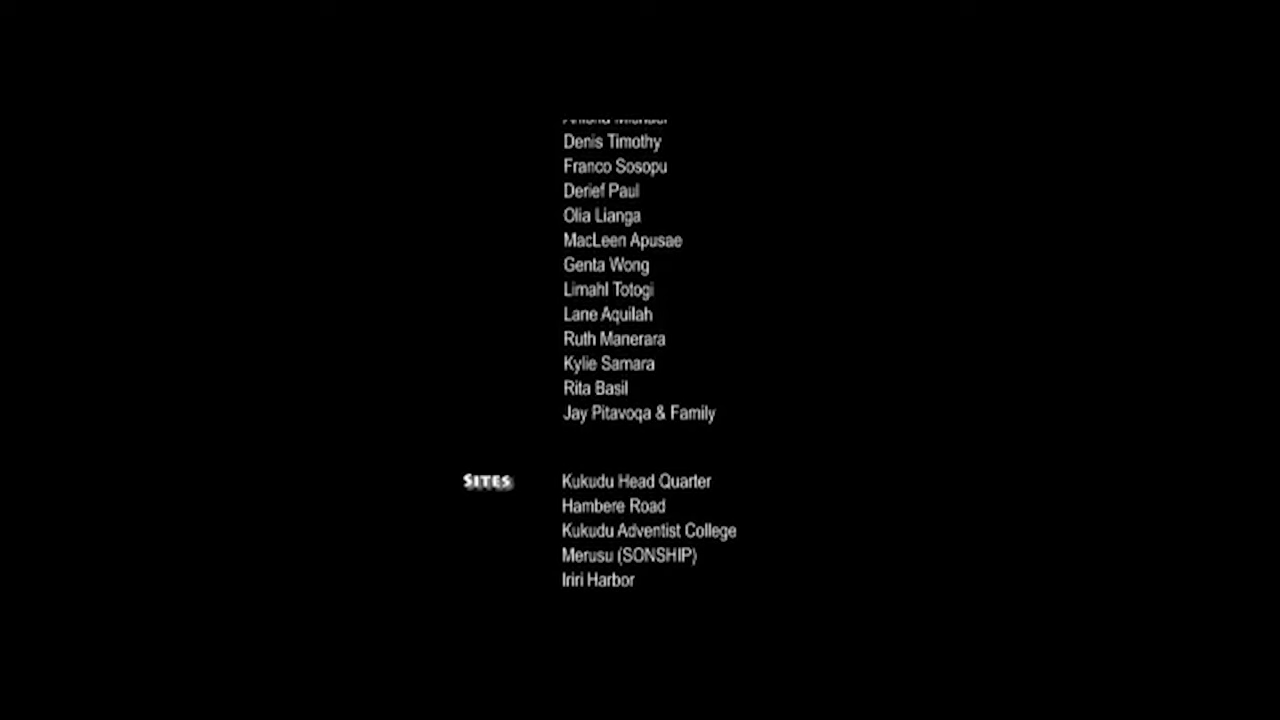 Denis Timothy
Franco Sosopu
Derief Paul
Olia Lianga
MacLeen Apusae
Genta Wong
Limahl Totogi
Lane Aquilah
Ruth Manerara
Kylie Samara
Rita Basil
Jay Pitavoqa & Family
SITES Kukudu Head Quarter
Hambere Road
Kukudu Adventist College
Merusu (SONSHIP)
Iriri Harbor